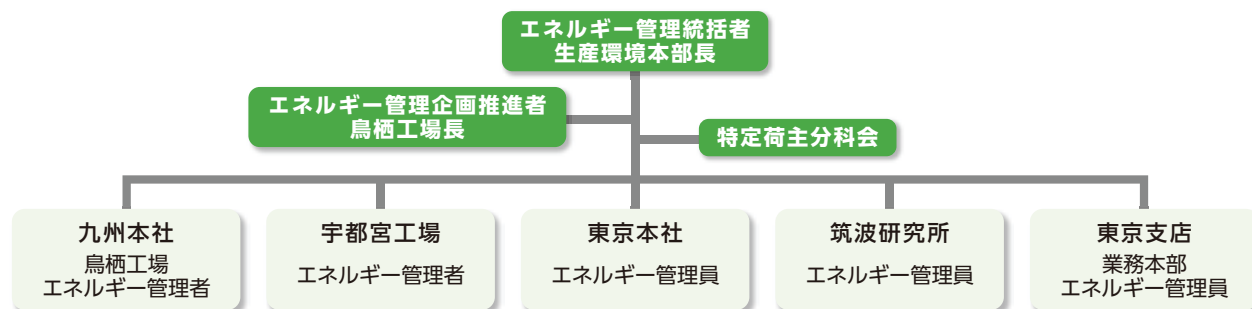 エネルギー管理統括者
生産環境本部長
エネルギー管理企画推進者
鳥栖工場長
特定荷主分科会
九州本社
鳥栖工場
エネルギー管理者
宇都宮工場
エネルギー管理者
東京本社
エネルギー管理員
筑波研究所
エネルギー管理員
東京支店
業務本部
エネルギー管理員